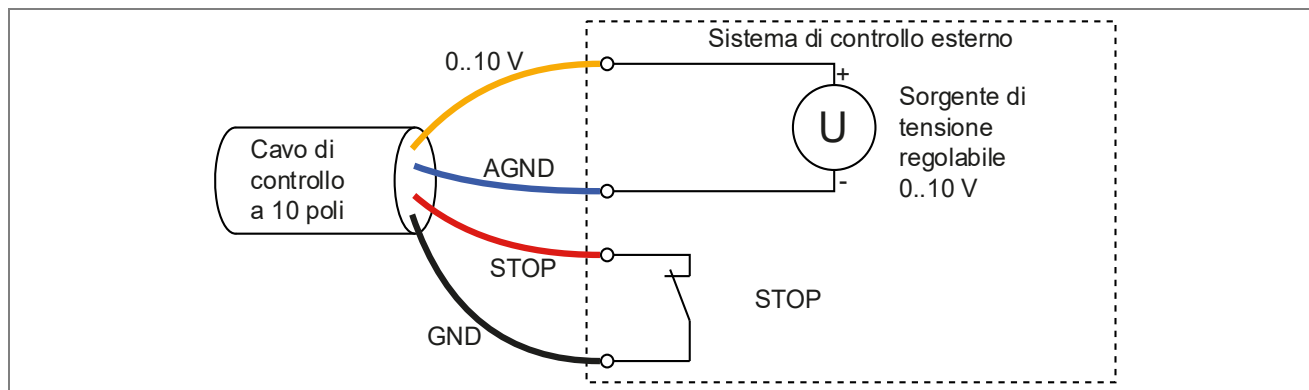 Sistema di controllo esterno
0..10 V
+
U
Sorgente di
tensione
regolabile
0..10 V
-
Cavo di
controllo
a 10 poli
AGND
STOP
STOP
GND